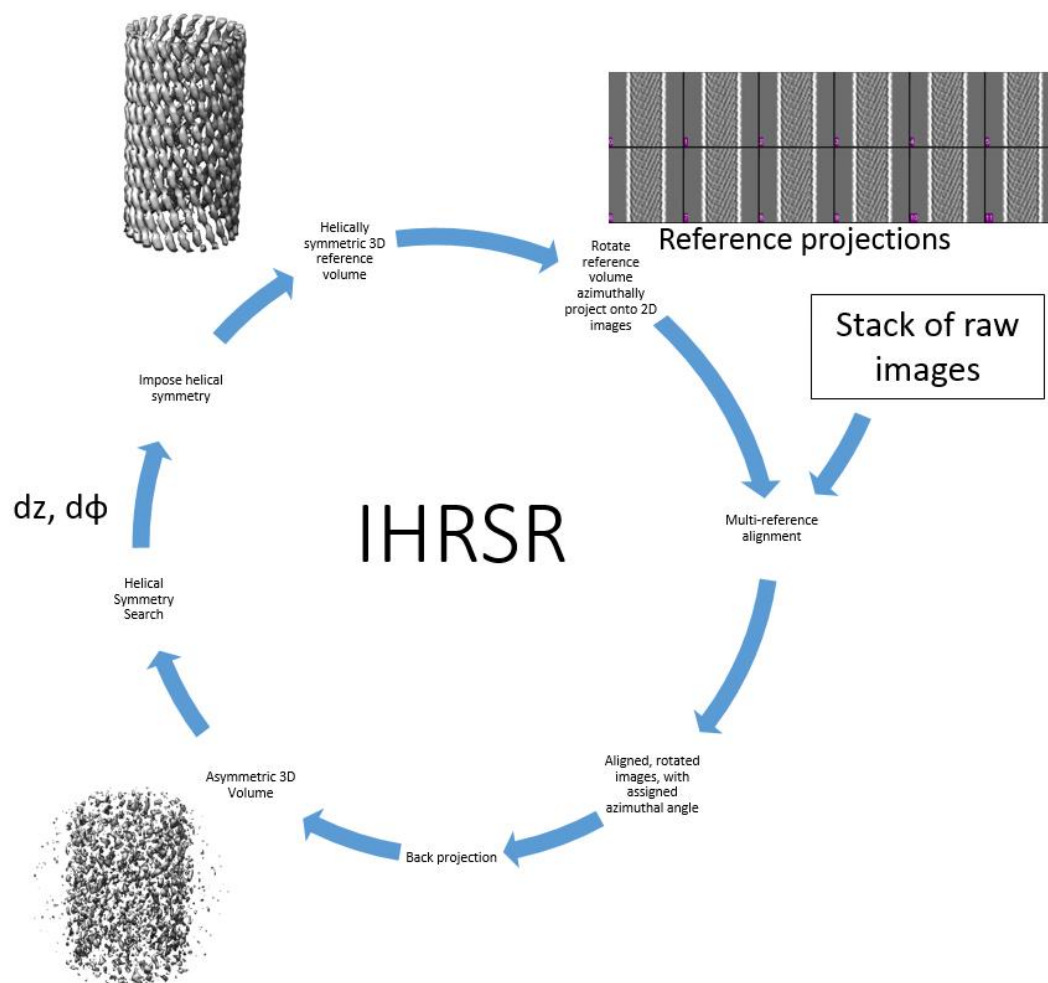 Helically
symmetric 3D
reference
volume
Reference projections
Rotate
reference
volume
azimuthally
project onto 2D
images
Stack of raw
images
Multi-reference
alignment
Aligned, rotated
images, with
assigned
azimuthal angle
Back projection
Asymmetric 3D
Volume
Helical
Symmetry
Search
dz, dϕ
Impose helical
symmetry
IHRSR